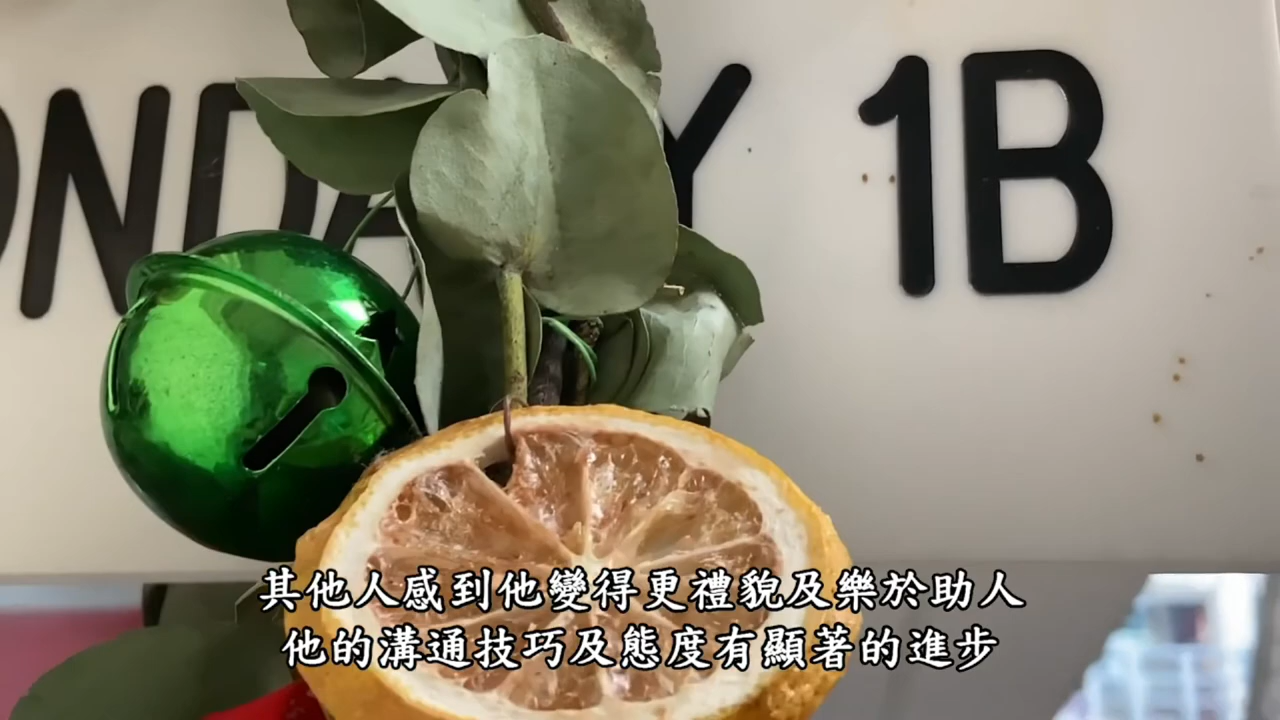 1B
其他人感到他變得更禮貌及樂於助人
他的溝通技巧及態度有顯著的進步